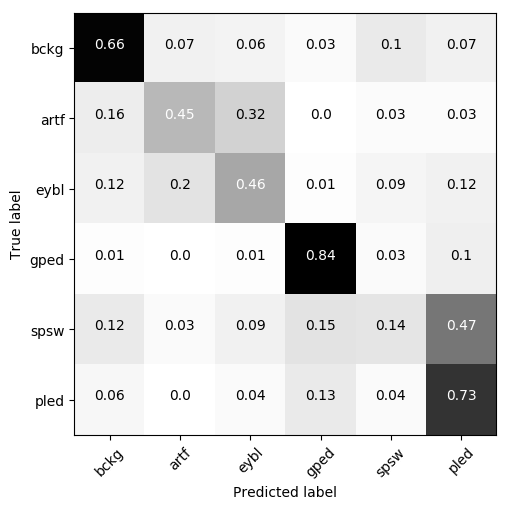 True label
bckg 0.66 0.07 0.06 0.03 0.1 0.07
artf 0.16 0.45 0.32 0.0 0.03 0.03
eybl 0.12 0.2 0.46 0.01 0.09 0.12
gped 0.01 0.0 0.01 0.84 0.03 0.1
spsw 0.12 0.03 0.09 0.15 0.14 0.47
pled 0.06 0.0 0.04 0.13 0.04 0.73
bckg artf eybl gped spsw pled
Predicted label